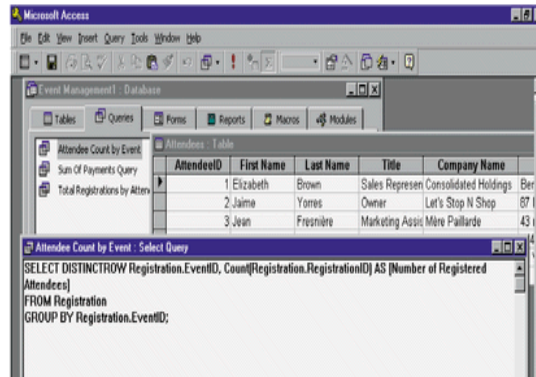 Microsoft Access
File Edit View Insert Query Tools Window Help
Event Management1 : Database
Tables Queries Forms Reports Macros Modules
Attendee Count by Event
Sum Of Payments Query
Total Registrations by Atten
Attendees : Table
AttendeeID First Name Last Name Title Company Name
1 Elizabeth Brown Sales Represen Consolidated Holdings Ber
2 Jaime Yorres Owner Let's Stop N Shop 87 I
3 Jean Fresnière Marketing Assis Mère Paillarde 43 r
Attendee Count by Event : Select Query
SELECT DISTINCTROW Registration.EventID, Count[Registration.RegistrationID] AS [Number of Registered
Attendees]
FROM Registration
GROUP BY Registration.EventID;